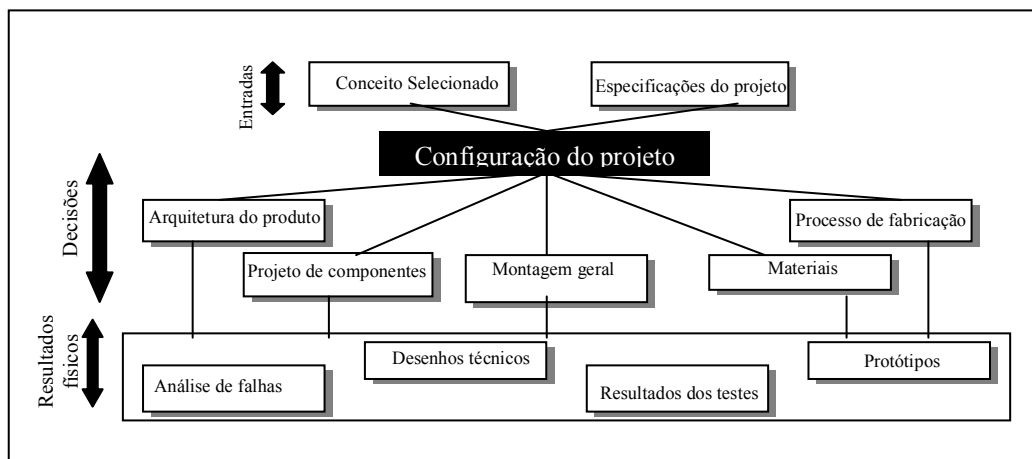 Entradas
Conceito Selecionado
Especificações do projeto
Configuração do projeto
Decisões
Arquitetura do produto
Processo de fabricação
Projeto de componentes
Montagem geral
Materiais
Resultados
físicos
Desenhos técnicos
Protótipos
Análise de falhas
Resultados dos testes